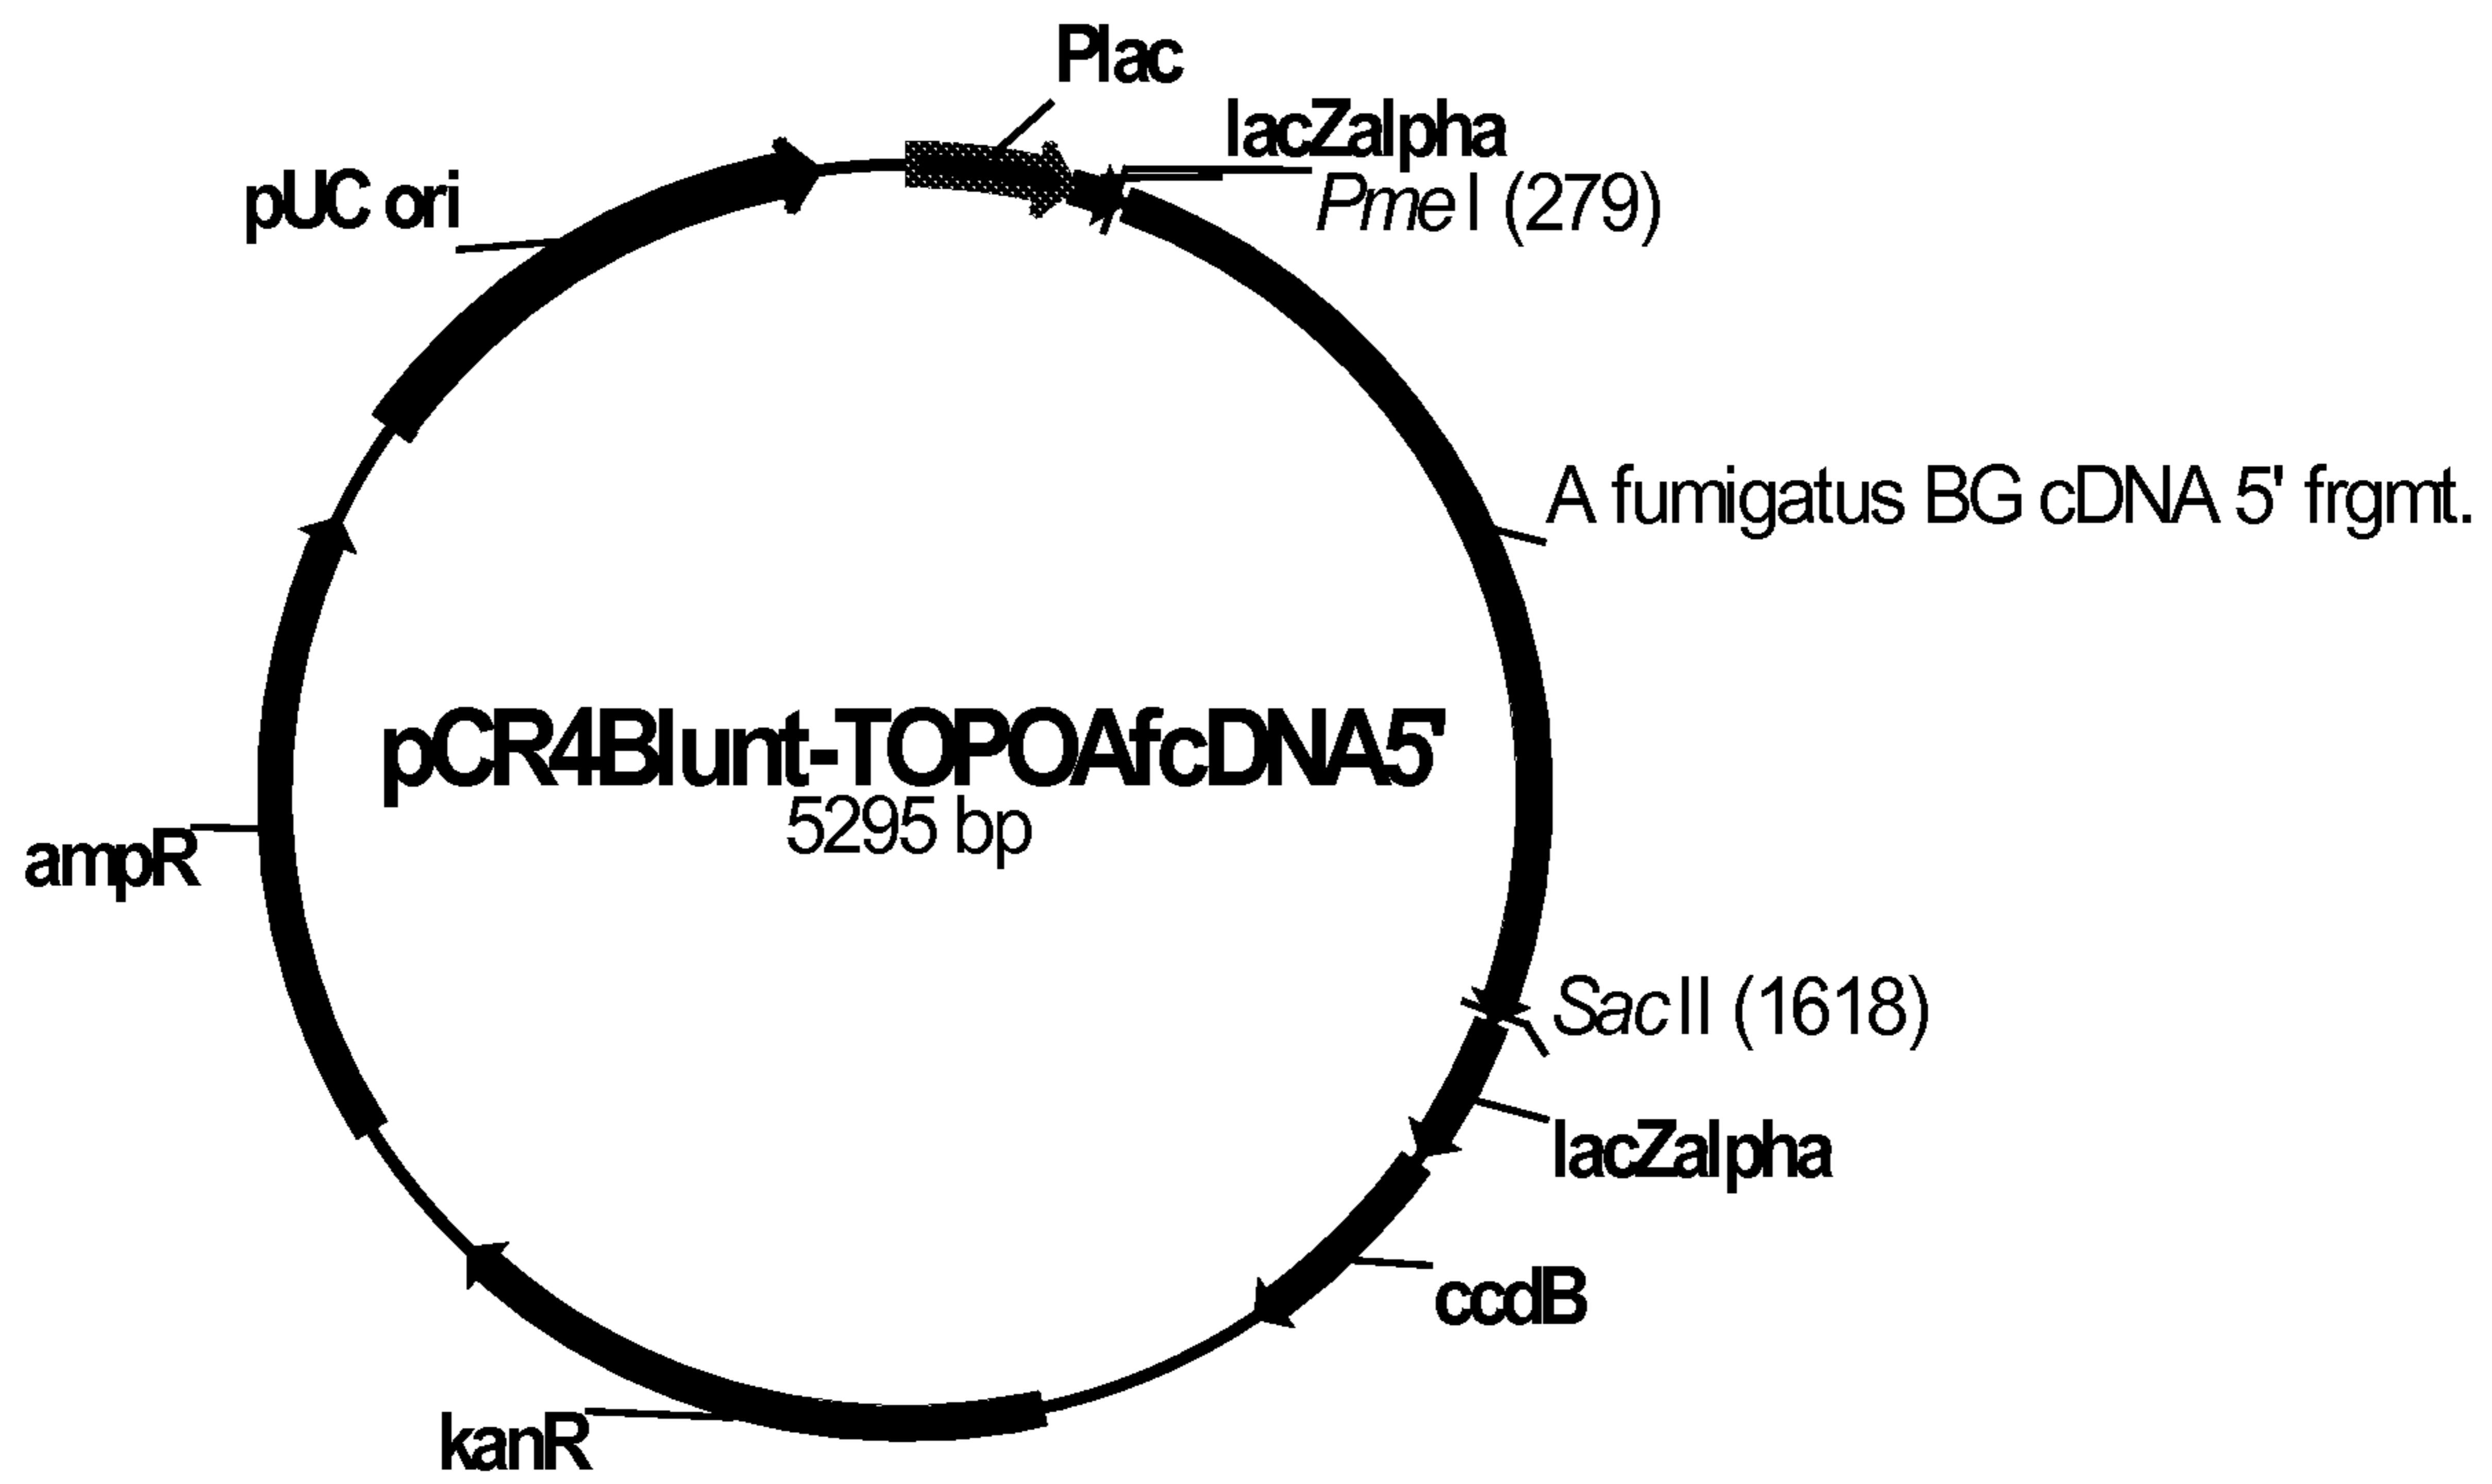 Plac
lacZalpha
PmeI (279)
pUC ori
A fumigatus BG cDNA 5' frgmt.
pCR4Blunt-TOPOAfcDNA5'
5295 bp
ampR
SacII (1618)
lacZalpha
ccdB
kanR